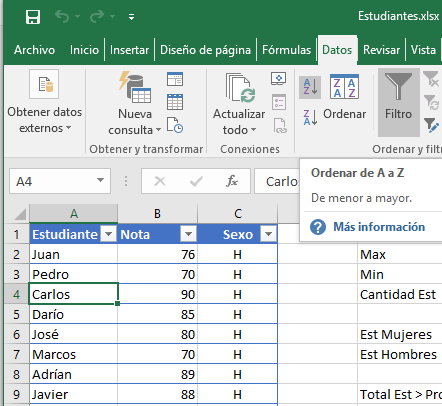 Estudiantes.xlsx
Archivo Inicio Insertar Diseño de página Fórmulas Datos Revisar Vista
Obtener datos externos Nueva consulta Actualizar todo Ordenar Filtro
Obtener y transformar Conexiones Ordenar y filt
A4 fx Carlo
Ordenar de A a Z
De menor a mayor.
Más información
A B C
1 Estudiante Nota Sexo
2 Juan 76 H Max
3 Pedro 70 H Min
4 Carlos 90 H Cantidad Est
5 Darío 85 H
6 José 80 H Est Mujeres
7 Marcos 70 H Est Hombres
8 Adrían 89 H
9 Javier 88 H Total Est > Pro